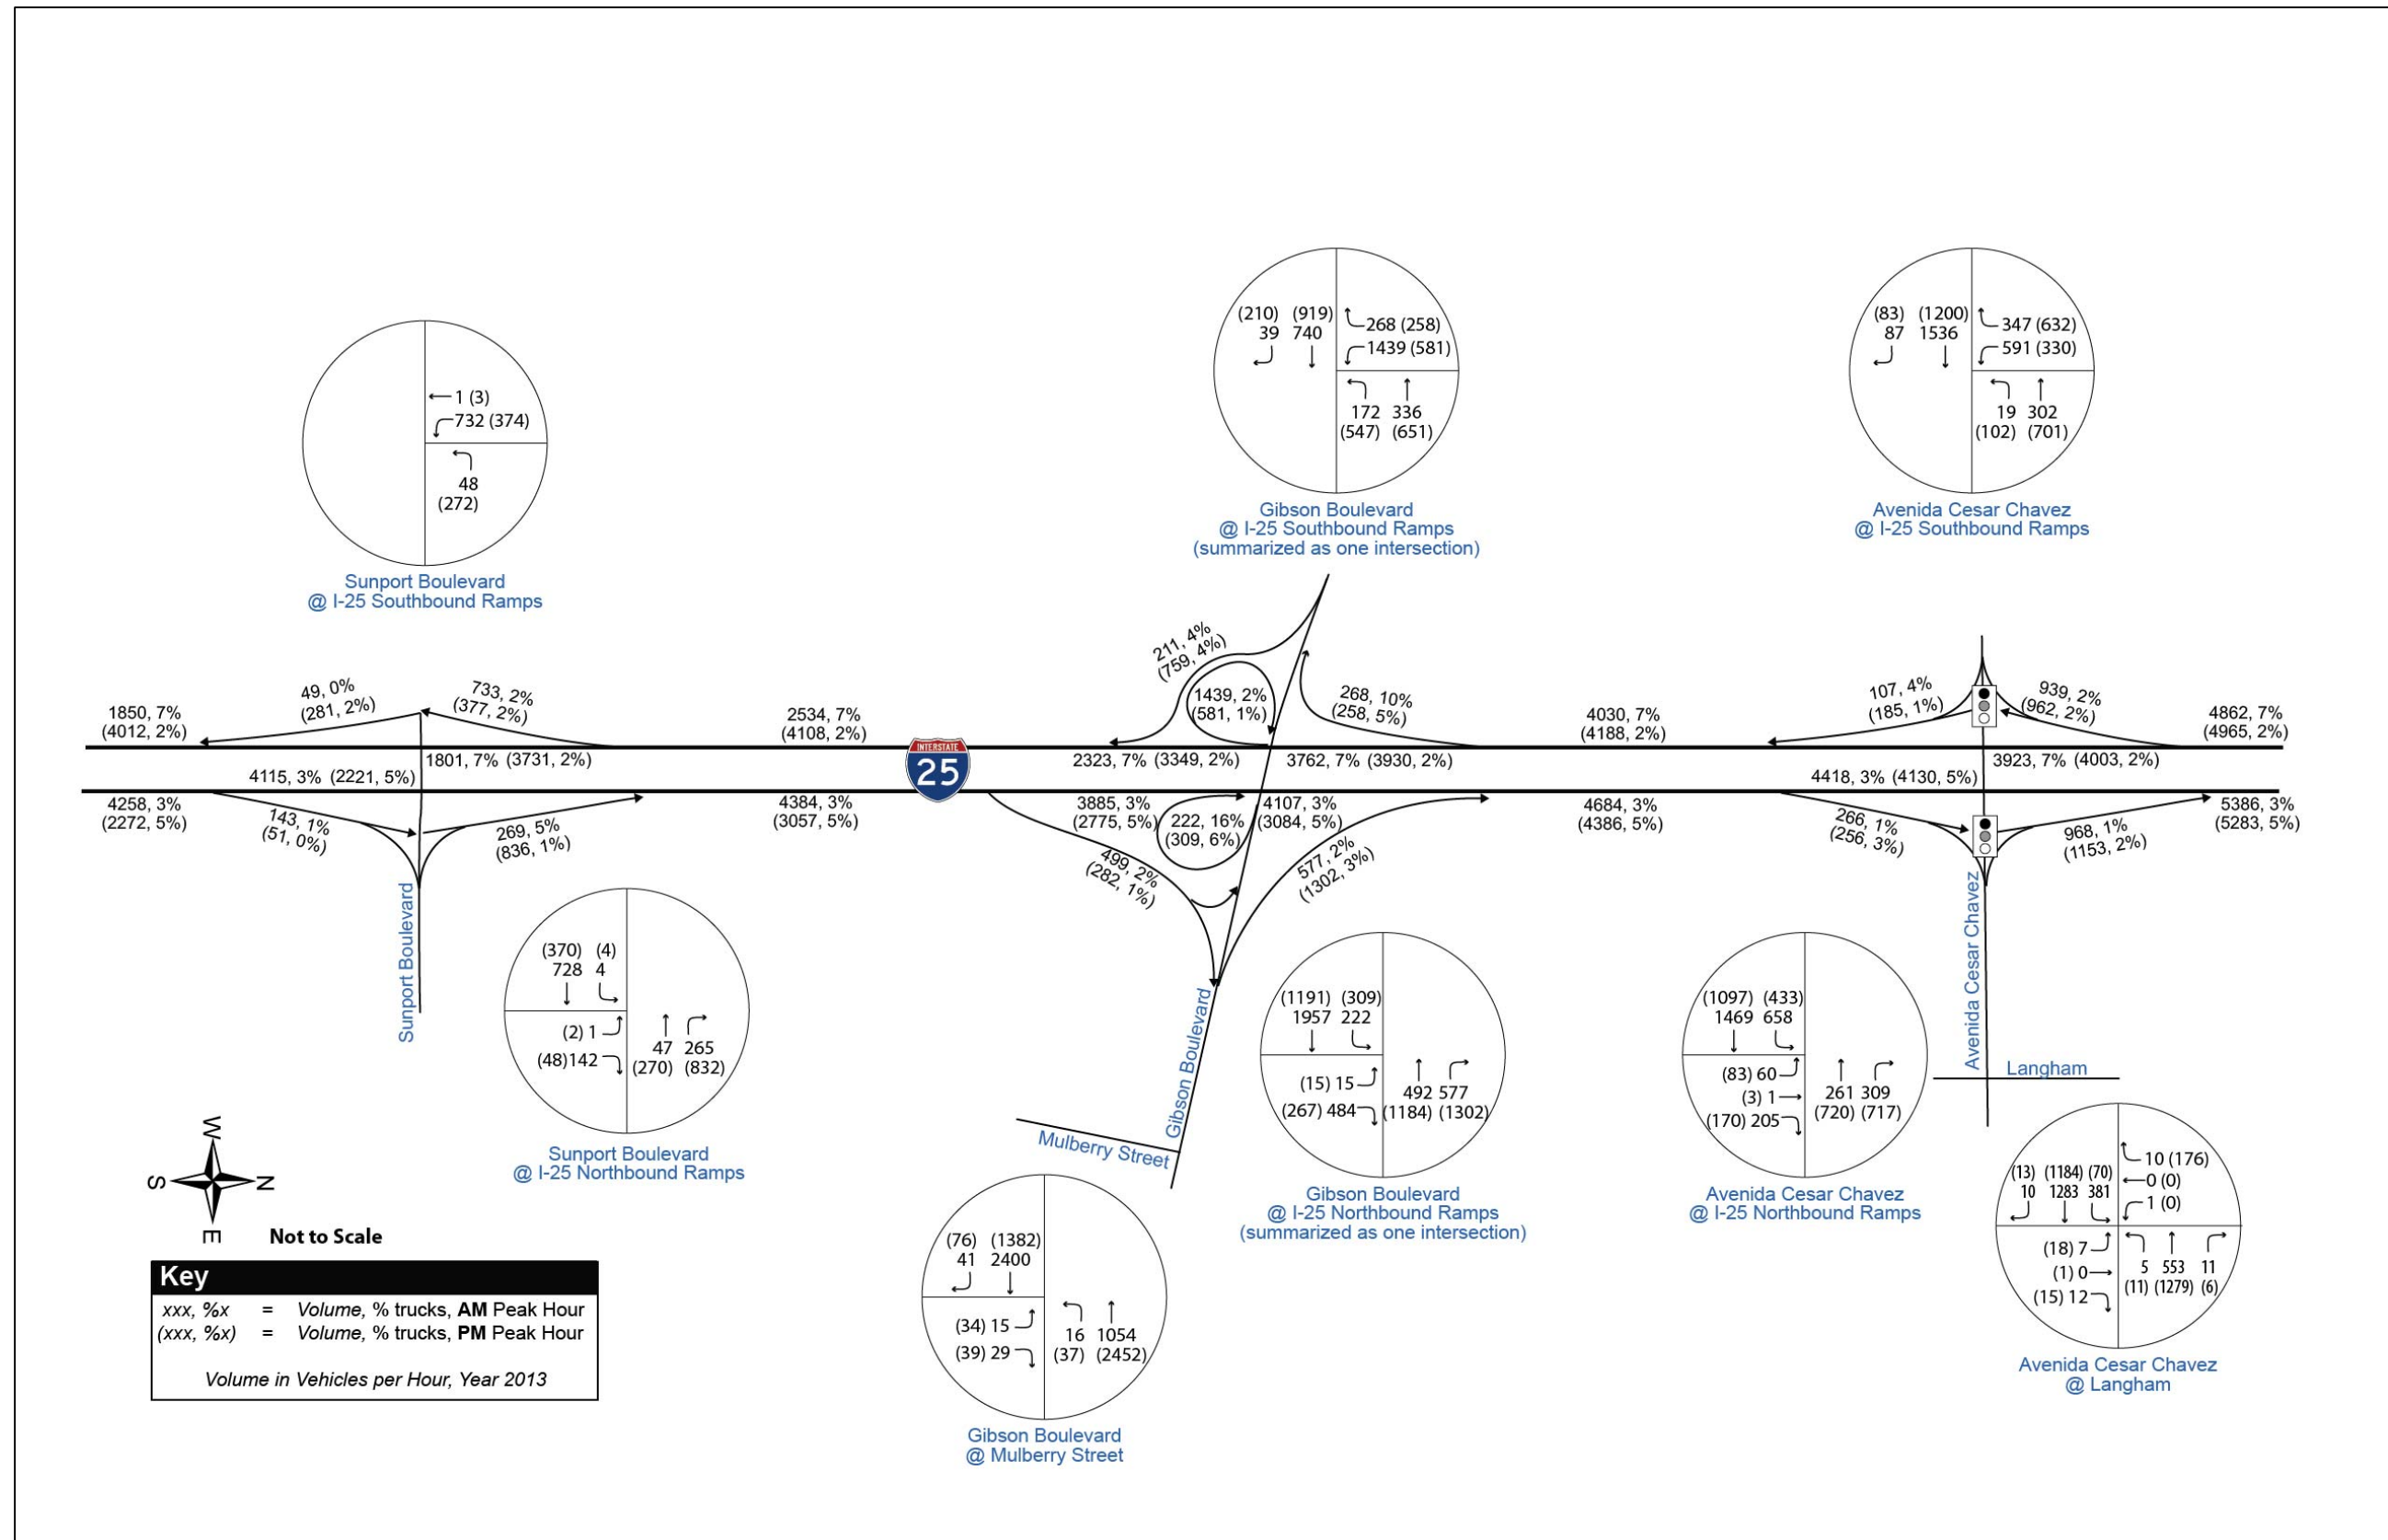 (210) (919)
39 740
268 (258)
1439 (581)
172 336
(547) (651)
Gibson Boulevard
@ I-25 Southbound Ramps
(summarized as one intersection)
(83) (1200)
87 1536
347 (632)
591 (330)
19 302
(102) (701)
Avenida Cesar Chavez
@ I-25 Southbound Ramps
1 (3)
732 (374)
48
(272)
Sunport Boulevard
@ I-25 Southbound Ramps
1850, 7%
(4012, 2%)
49, 0%
(281, 2%)
733, 2%
(377, 2%)
2534, 7%
(4108, 2%)
211, 4%
(759, 4%)
1439, 2%
(581, 1%)
268, 10%
(258, 5%)
4030, 7%
(4188, 2%)
107, 4%
(185, 1%)
939, 2%
(962, 2%)
4862, 7%
(4965, 2%)
1801, 7% (3731, 2%)
INTERSTATE
25
2323, 7% (3349, 2%)
3762, 7% (3930, 2%)
3923, 7% (4003, 2%)
4115, 3% (2221, 5%)
4418, 3% (4130, 5%)
4258, 3%
(2272, 5%)
143, 1%
(51, 0%)
269, 5%
(836, 1%)
4384, 3%
(3057, 5%)
3885, 3%
(2775, 5%)
222, 16%
(309, 6%)
4107, 3%
(3084, 5%)
499, 2%
(282, 1%)
577, 2%
(1302, 3%)
4684, 3%
(4386, 5%)
266, 1%
(256, 3%)
968, 1%
(1153, 2%)
5386, 3%
(5283, 5%)
Sunport Boulevard
Gibson Boulevard
Mulberry Street
Avenida Cesar Chavez
Langham
(370) (4)
728 4
(2) 1
(48)142
47 265
(270) (832)
Sunport Boulevard
@ I-25 Northbound Ramps
(1191) (309)
1957 222
(15) 15
(267) 484
492 577
(1184) (1302)
Gibson Boulevard
@ I-25 Northbound Ramps
(summarized as one intersection)
(1097) (433)
1469 658
(83) 60
(3) 1
(170) 205
261 309
(720) (717)
Avenida Cesar Chavez
@ I-25 Northbound Ramps
(13) (1184) (70)
10 1283 381
10 (176)
0 (0)
1 (0)
(18) 7
(1) 0
(15) 12
5 553 11
(11) (1279) (6)
Avenida Cesar Chavez
@ Langham
(76) (1382)
41 2400
(34) 15
(39) 29
16 1054
(37) (2452)
Gibson Boulevard
@ Mulberry Street
W
S
N
E
Not to Scale
Key
xxx, %x = Volume, % trucks, AM Peak Hour
(xxx, %x) = Volume, % trucks, PM Peak Hour
Volume in Vehicles per Hour, Year 2013